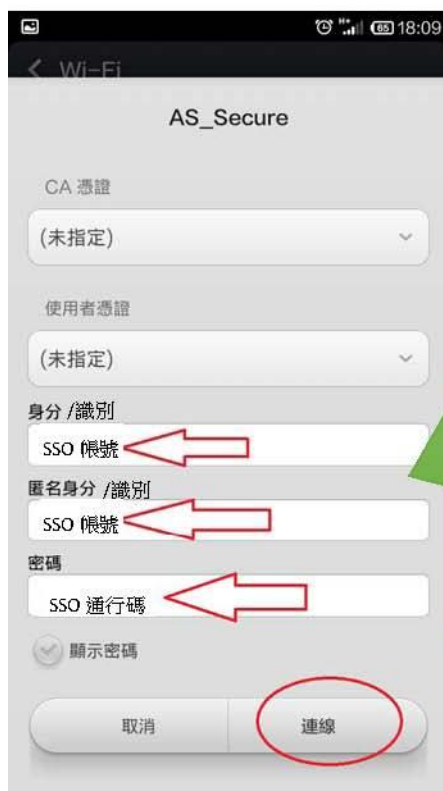 65 18:09
Wi-Fi
AS_Secure
CA 憑證
(未指定)
使用者憑證
(未指定)
身分 /識別
SSO 帳號
匿名身分 /識別
SSO 帳號
密碼
SSO 通行碼
顯示密碼
取消 連線